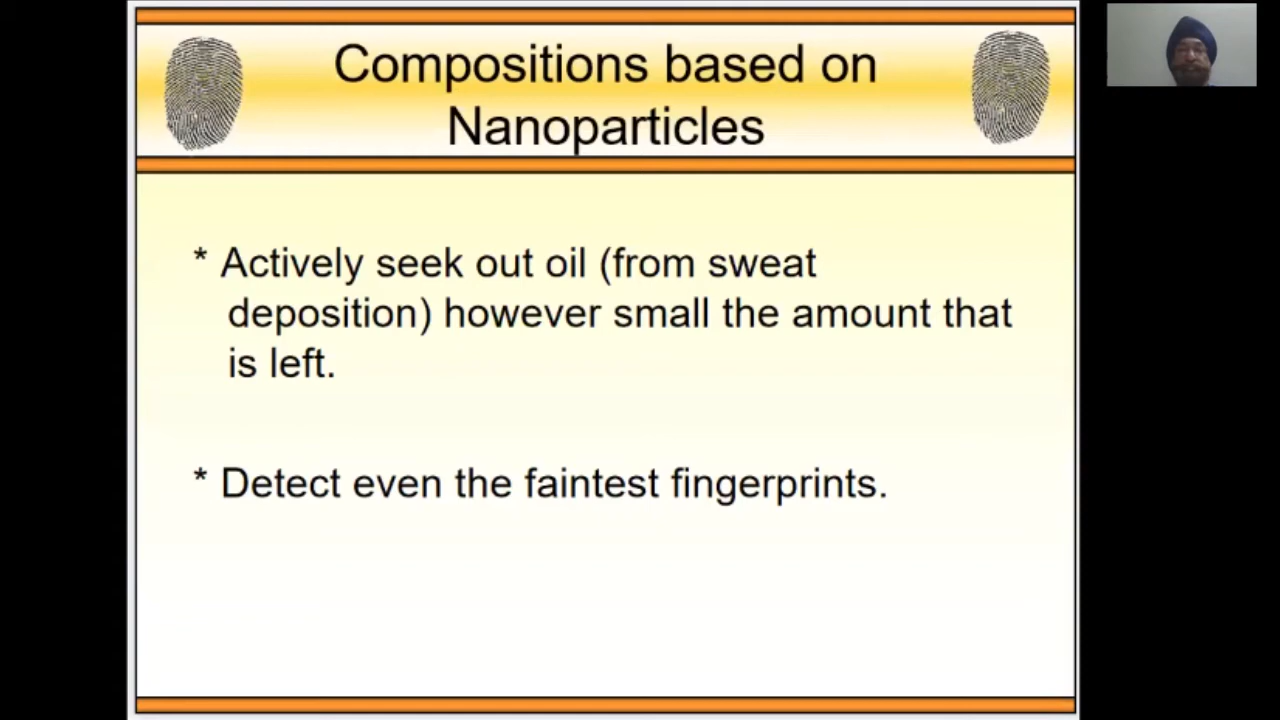 Compositions based on
Nanoparticles
* Actively seek out oil (from sweat
deposition) however small the amount that
is left.
* Detect even the faintest fingerprints.